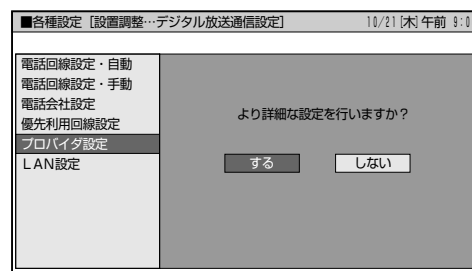 ■各種設定［設置調整…デジタル放送通信設定］ 10/21[木]午前 9:0
電話回線設定・自動
電話回線設定・手動
電話会社設定
優先利用回線設定
プロバイダ設定
LAN設定
より詳細な設定を行いますか？
する
しない